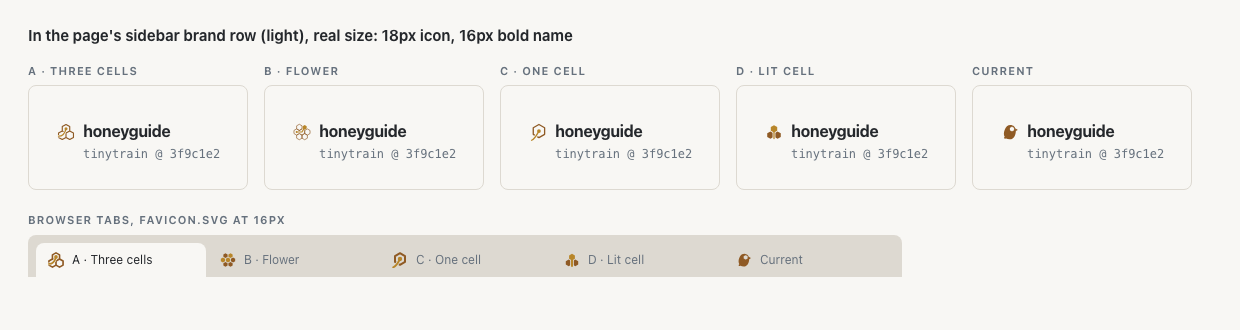 In the page's sidebar brand row (light), real size: 18px icon, 16px bold name
A · THREE CELLS
B · FLOWER
C · ONE CELL
D · LIT CELL
CURRENT
honeyguide
tinytrain @ 3f9c1e2
honeyguide
tinytrain @ 3f9c1e2
honeyguide
tinytrain @ 3f9c1e2
honeyguide
tinytrain @ 3f9c1e2
honeyguide
tinytrain @ 3f9c1e2
BROWSER TABS, FAVICON.SVG AT 16PX
A · Three cells
B · Flower
C · One cell
D · Lit cell
Current